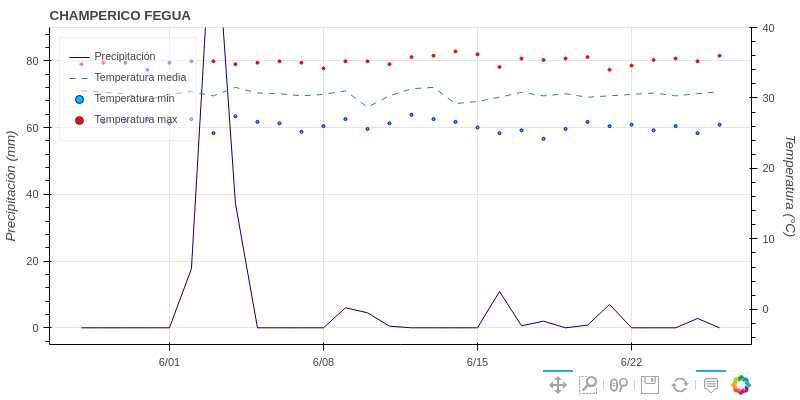 CHAMPERICO FEGUA
Precipitación
Temperatura media
Temperatura min
Temperatura max
Precipitación (mm)
80
60
40
20
0
Temperatura (°C)
40
30
20
10
0
6/01
6/08
6/15
6/22